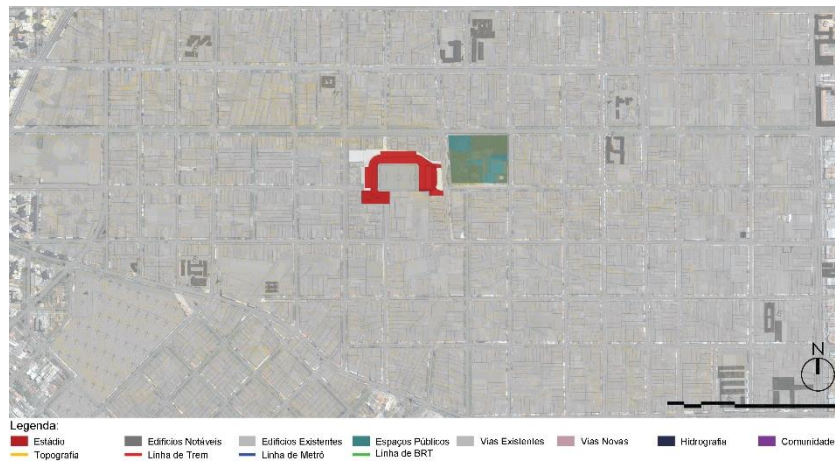 N
Legenda:
Estádio Edifícios Notáveis Edifícios Existentes Espaços Públicos Vias Existentes Vias Novas Hidrografia Comunidade
Topografia Linha de Trem Linha de Metrô Linha de BRT